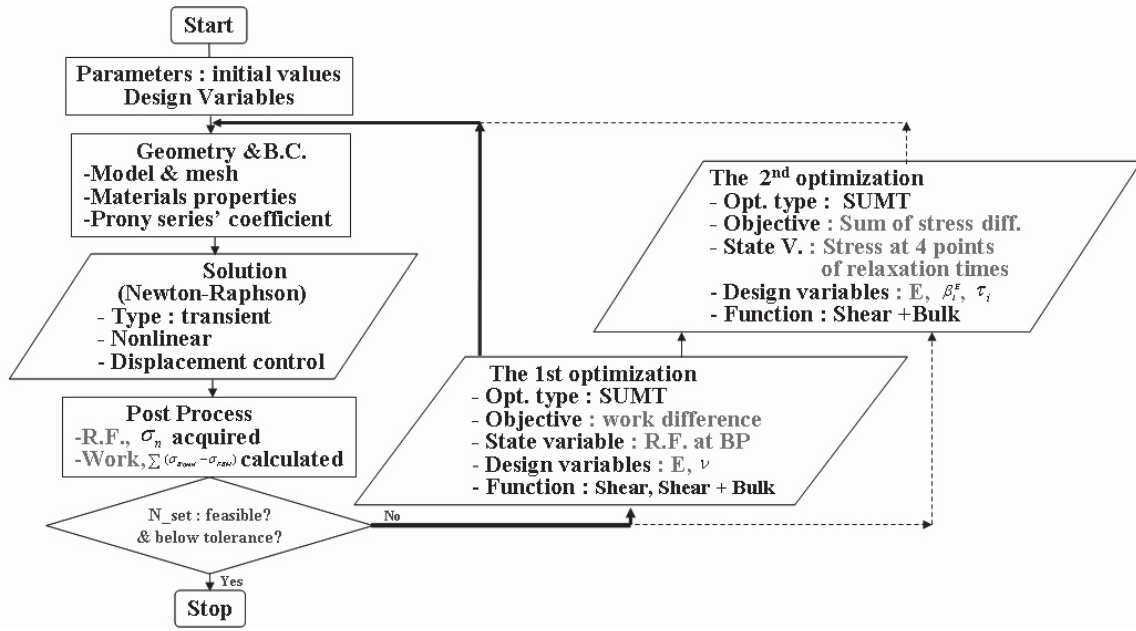 Start
Parameters : initial values
Design Variables
Geometry &B.C.
-Model & mesh
-Materials properties
-Prony series' coefficient
Solution
(Newton-Raphson)
- Type : transient
- Nonlinear
- Displacement control
Post Process
-R.F., σn acquired
-Work, ∑ (σ - σFEM) calculated
N_set : feasible?
& below tolerance?
No
Yes
Stop
The 1st optimization
- Opt. type : SUMT
- Objective : work difference
- State variable : R.F. at BP
- Design variables : E, ν
- Function : Shear, Shear + Bulk
The 2nd optimization
- Opt. type : SUMT
- Objective : Sum of stress diff.
- State V. : Stress at 4 points
of relaxation times
- Design variables : E, βiE, τi
- Function : Shear +Bulk